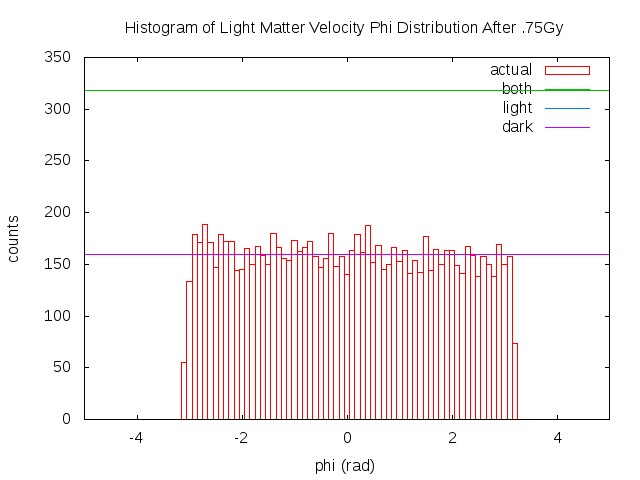 Histogram of Light Matter Velocity Phi Distribution After .75Gy
350
300
250
200
150
100
50
0
counts
actual
both
light
dark
-4 -2 0 2 4
phi (rad)